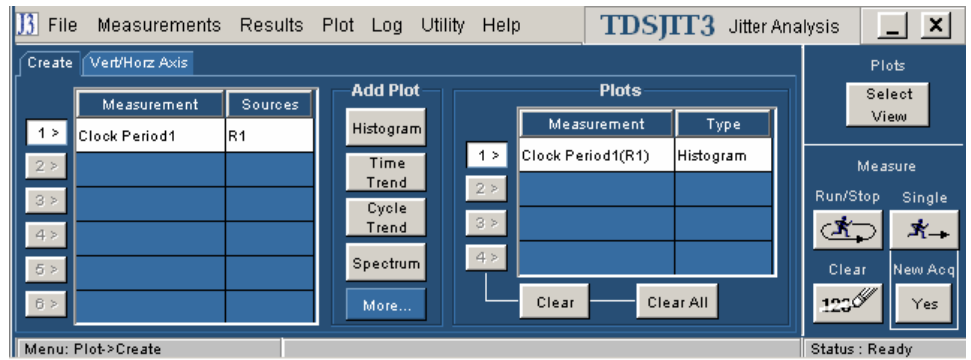 J3 File Measurements Results Plot Log Utility Help TDSJIT3 Jitter Analysis _ X
Create Vert/Horz Axis
Measurement Sources
1 > Clock Period1 R1
2 >
3 >
4 >
5 >
6 >
Add Plot
Histogram
Time
Trend
Cycle
Trend
Spectrum
More...
Plots
Measurement Type
1 > Clock Period1(R1) Histogram
2 >
3 >
4 >
Clear Clear All
Plots
Select
View
Measure
Run/Stop Single
Clear New Acq
123 Yes
Menu: Plot->Create Status : Ready